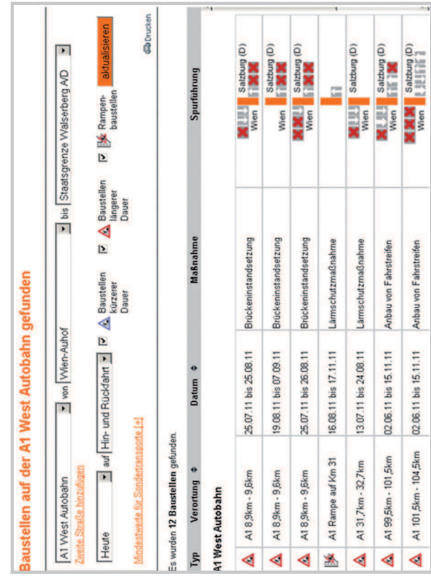 Baustellen auf der A1 West Autobahn gefunden
A1 West Autobahn von Wien-Auhof bis Staatsgrenze Walserberg A/D
Zweite Straße hinzufügen
Heute auf Hin- und Rückfahrt Baustellen kürzerer Dauer Baustellen längerer Dauer Rampen-baustellen aktualisieren
Mindestwerte für Sondertransporte [+]
Drucken
Es wurden 12 Baustellen gefunden.
Typ Verortung Datum Maßnahme Spurführung
A1 West Autobahn
A1 8,9km - 9,6km 25.07.11 bis 25.08.11 Brückeninstandsetzung Wien Salzburg (D)
A1 8,9km - 9,6km 19.08.11 bis 07.09.11 Brückeninstandsetzung Wien Salzburg (D)
A1 8,9km - 9,6km 25.07.11 bis 26.08.11 Brückeninstandsetzung Wien Salzburg (D)
A1 Rampe auf Km 31 16.08.11 bis 17.11.11 Lärmschutzmaßnahme
A1 31,7km - 32,7km 13.07.11 bis 24.08.11 Lärmschutzmaßnahme Wien Salzburg (D)
A1 99,5km - 101,5km 02.06.11 bis 15.11.11 Anbau von Fahrstreifen Wien Salzburg (D)
A1 101,5km - 104,5km 02.06.11 bis 15.11.11 Anbau von Fahrstreifen Wien Salzburg (D)